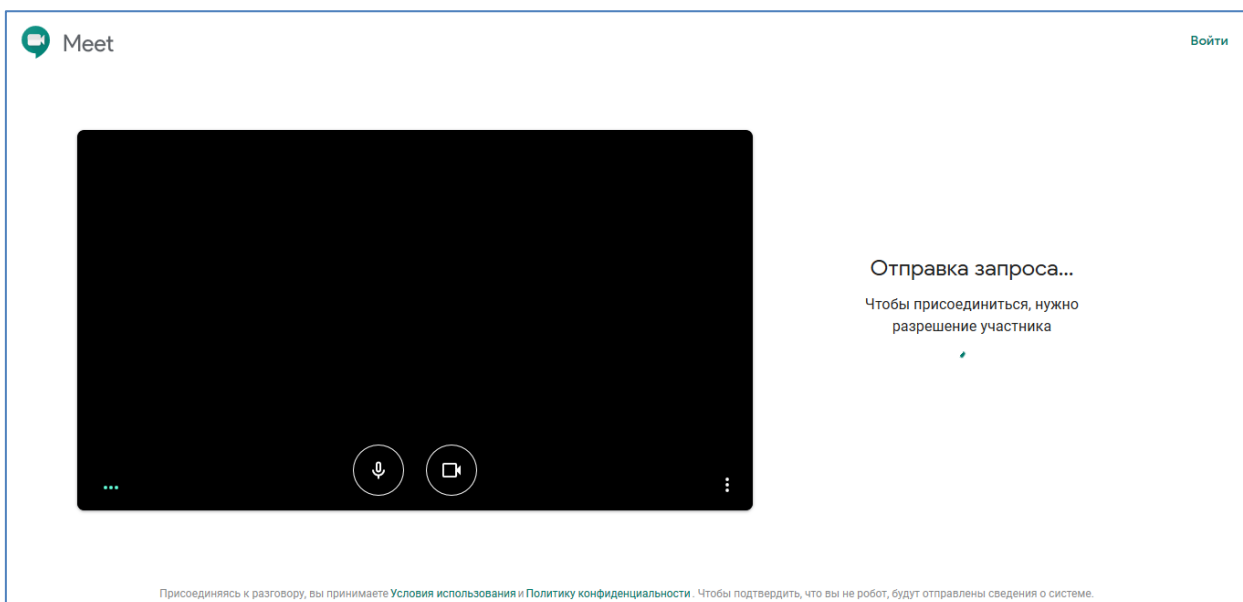 Meet
Войти
Отправка запроса...
Чтобы присоединиться, нужно
разрешение участника
Присоединяясь к разговору, вы принимаете Условия использования и Политику конфиденциальности. Чтобы подтвердить, что вы не робот, будут отправлены сведения о системе.